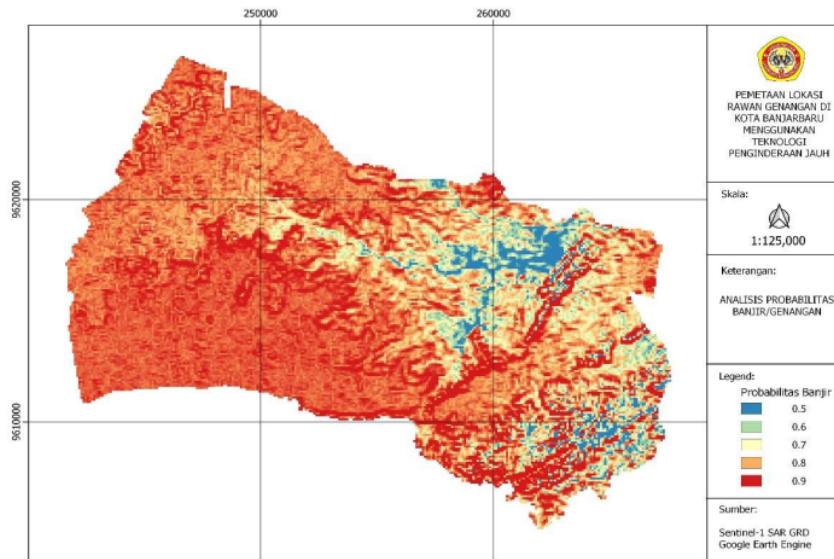 250000
260000
9620000
9610000
PEMETAAN LOKASI
RAWAN GENANGAN DI
KOTA BANJARBARU
MENGGUNAKAN
TEKNOLOGI
PENGINDERAAN JAUH
Skala:
1:125,000
Keterangan:
ANALISIS PROBABILITAS
BANJIR/GENANGAN
Legend:
Probabilitas Banjir
0.5
0.6
0.7
0.8
0.9
Sumber:
Sentinel-1 SAR GRD
Google Earth Engine